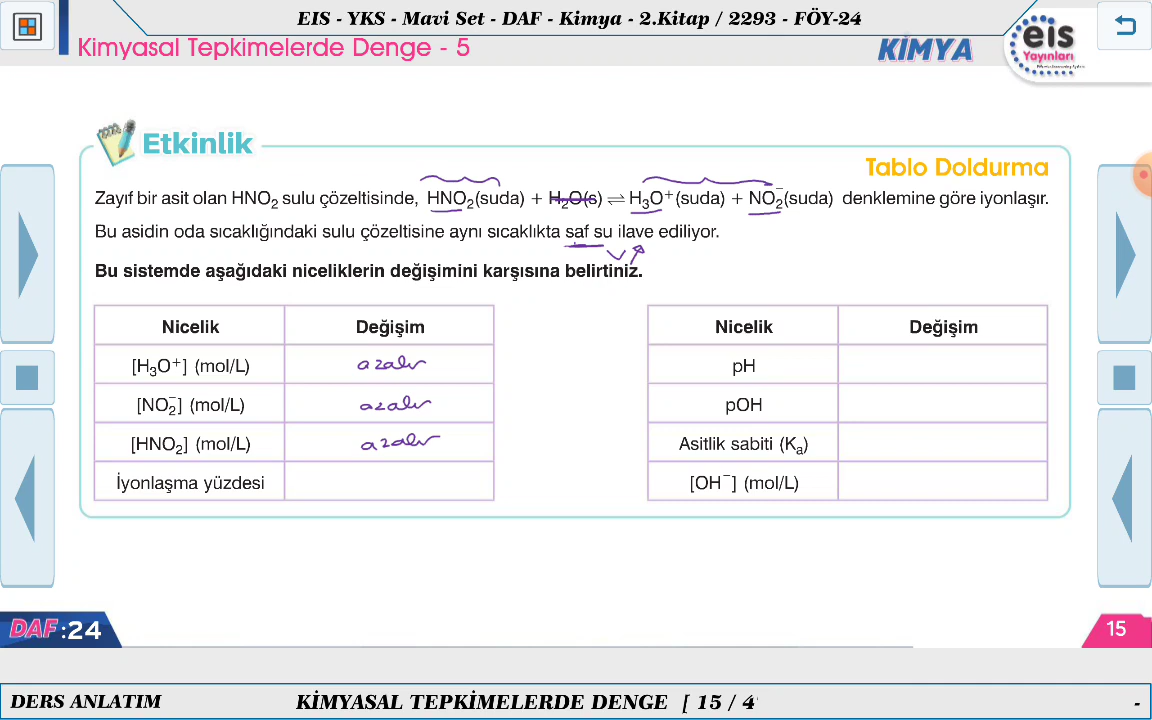 EIS - YKS - Mavi Set - DAF - Kimya - 2.Kitap / 2293 - FÖY-24
Kimyasal Tepkimelerde Denge - 5
KİMYA
eis
Yayınları
Etkinlik
Tablo Doldurma
Zayıf bir asit olan HNO₂ sulu çözeltisinde, HNO₂(suda) + H₂O(s) ⇌ H₃O⁺(suda) + NO₂⁻(suda) denklemine göre iyonlaşır.
Bu asidin oda sıcaklığındaki sulu çözeltisine aynı sıcaklıkta saf su ilave ediliyor.
Bu sistemde aşağıdaki niceliklerin değişimini karşısına belirtiniz.
Nicelik Değişim
[H₃O⁺] (mol/L) azalır
[NO₂⁻] (mol/L) azalır
[HNO₂] (mol/L) azalır
İyonlaşma yüzdesi
Nicelik Değişim
pH
pOH
Asitlik sabiti (Kₐ)
[OH⁻] (mol/L)
DAF:24
15
DERS ANLATIM
KİMYASAL TEPKİMELERDE DENGE [ 15 / 4
-